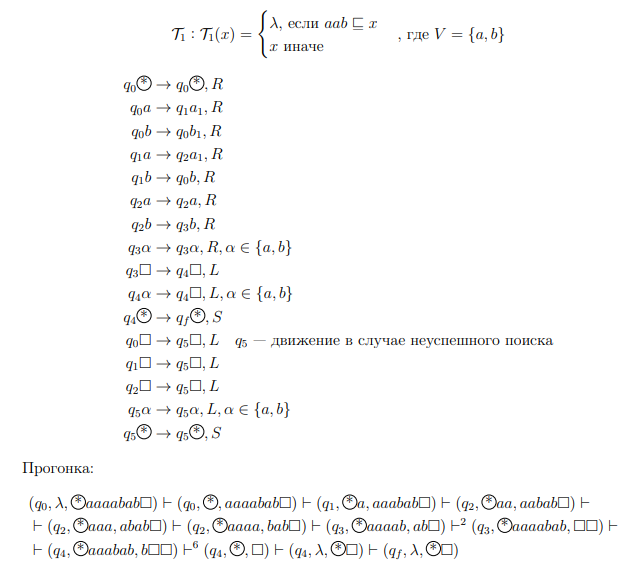 𝒯₁ : 𝒯₁(x) = { λ, если aab ⊑ x
x иначе , где V = {a, b}
q₀⊛ → q₀⊛, R
q₀a → q₁a₁, R
q₀b → q₀b₁, R
q₁a → q₂a₁, R
q₁b → q₀b, R
q₂a → q₂a, R
q₂b → q₃b, R
q₃α → q₃α, R, α ∈ {a, b}
q₃□ → q₄□, L
q₄α → q₄□, L, α ∈ {a, b}
q₄⊛ → q_f⊛, S
q₀□ → q₅□, L q₅ — движение в случае неуспешного поиска
q₁□ → q₅□, L
q₂□ → q₅□, L
q₅α → q₅α, L, α ∈ {a, b}
q₅⊛ → q₅⊛, S
Прогонка:
(q₀, λ, ⊛aaaabab□) ⊢ (q₀, ⊛, aaaabab□) ⊢ (q₁, ⊛a, aaabab□) ⊢ (q₂, ⊛aa, aabab□) ⊢
⊢ (q₂, ⊛aaa, abab□) ⊢ (q₂, ⊛aaaa, bab□) ⊢ (q₃, ⊛aaaab, ab□) ⊢² (q₃, ⊛aaaabab, □□) ⊢
⊢ (q₄, ⊛aaabab, b□□) ⊢⁶ (q₄, ⊛, □) ⊢ (q₄, λ, ⊛□) ⊢ (q_f, λ, ⊛□)